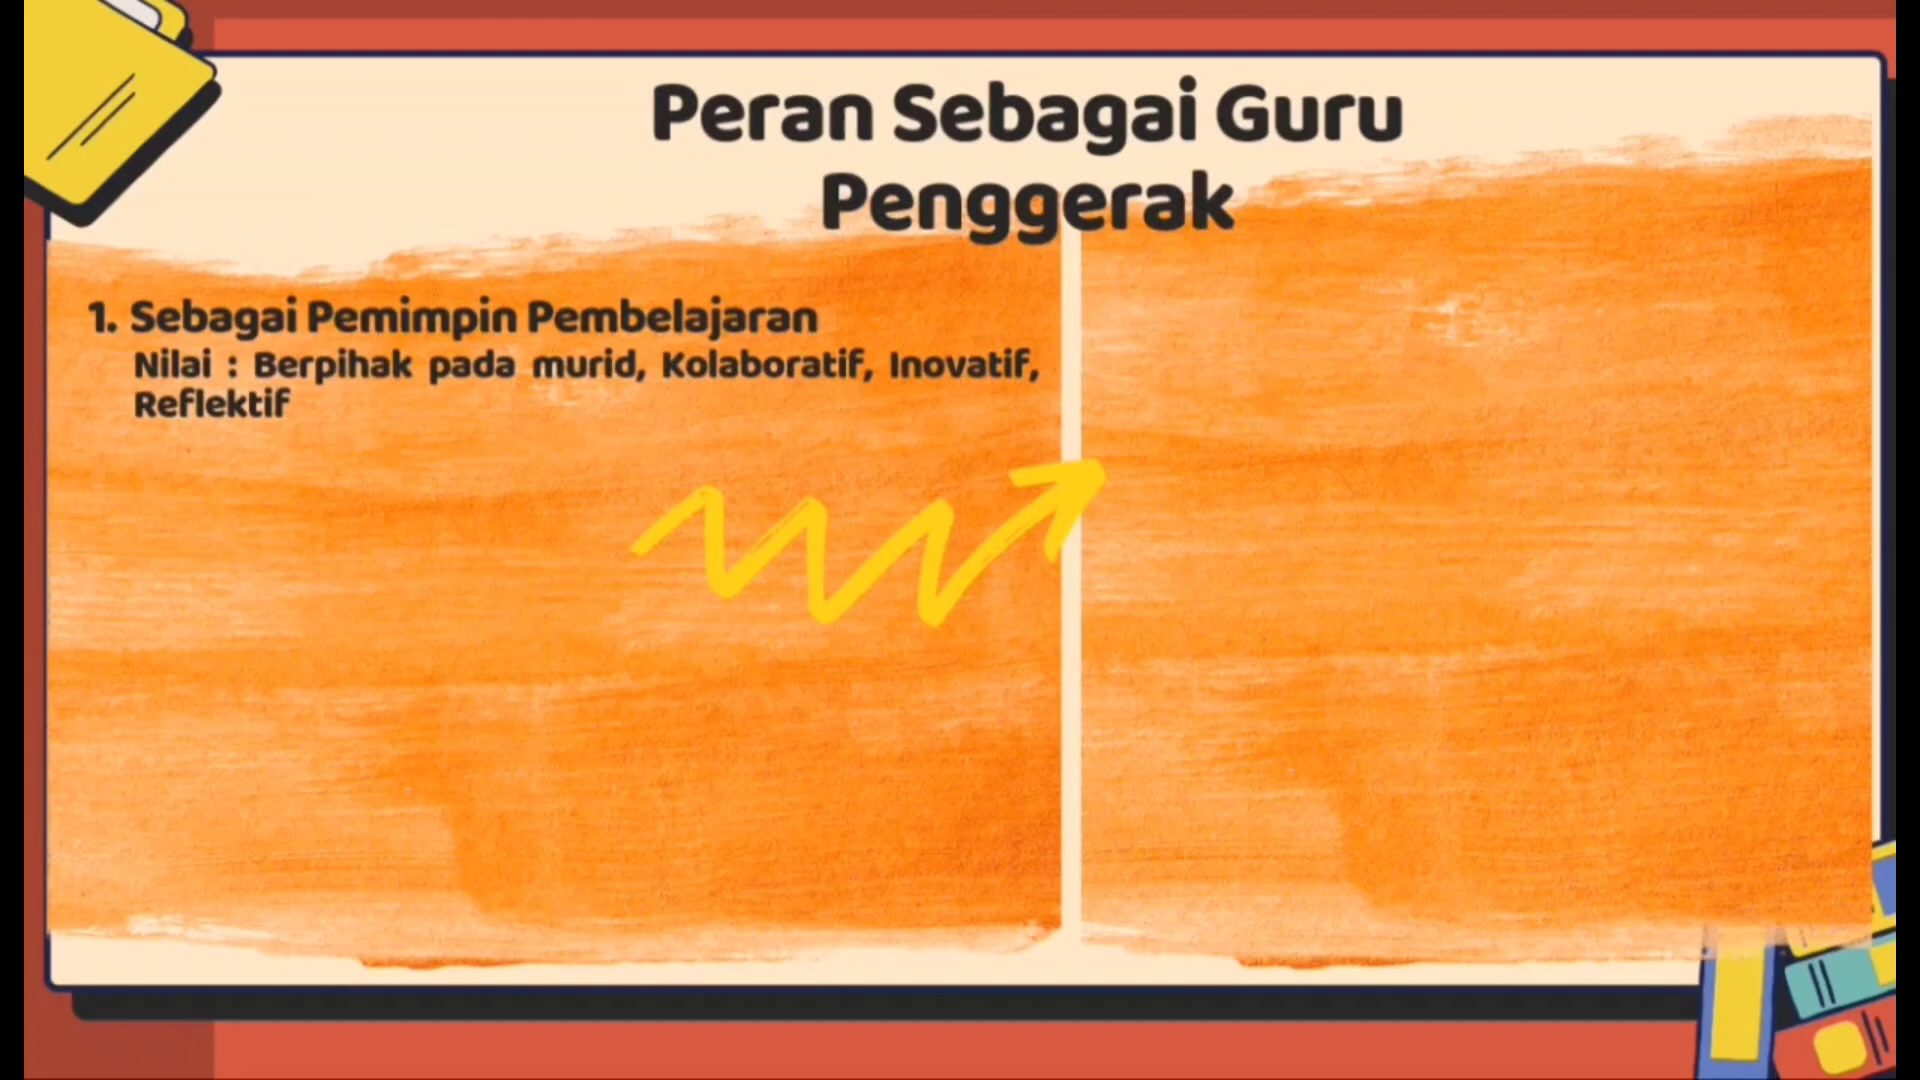 Peran Sebagai Guru
Penggerak
1. Sebagai Pemimpin Pembelajaran
Nilai : Berpihak pada murid, Kolaboratif, Inovatif,
Reflektif